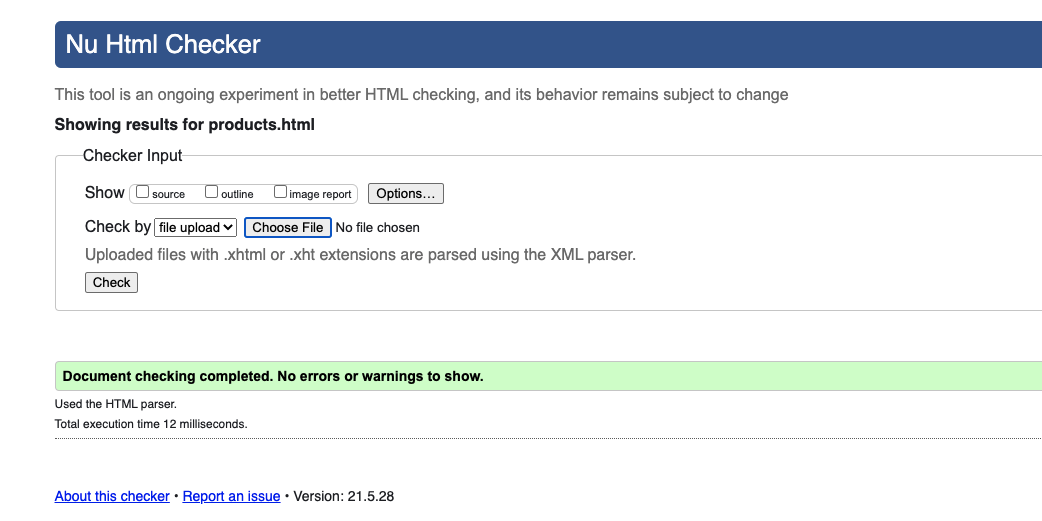 Nu Html Checker
This tool is an ongoing experiment in better HTML checking, and its behavior remains subject to change
Showing results for products.html
Checker Input
Show source outline image report Options...
Check by file upload Choose File No file chosen
Uploaded files with .xhtml or .xht extensions are parsed using the XML parser.
Check
Document checking completed. No errors or warnings to show.
Used the HTML parser.
Total execution time 12 milliseconds.
About this checker • Report an issue • Version: 21.5.28